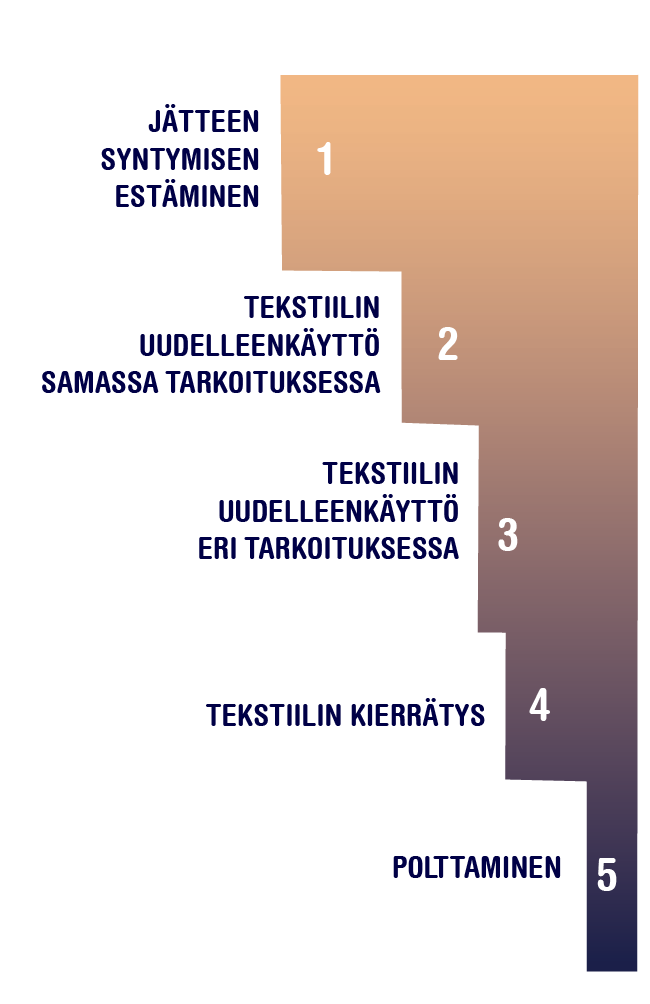 JÄTTEEN
SYNTYMISEN
ESTÄMINEN
1
TEKSTIILIN
UUDELLEENKÄYTTÖ
SAMASSA TARKOITUKSESSA
2
TEKSTIILIN
UUDELLEENKÄYTTÖ
ERI TARKOITUKSESSA
3
TEKSTIILIN KIERRÄTYS
4
POLTTAMINEN
5